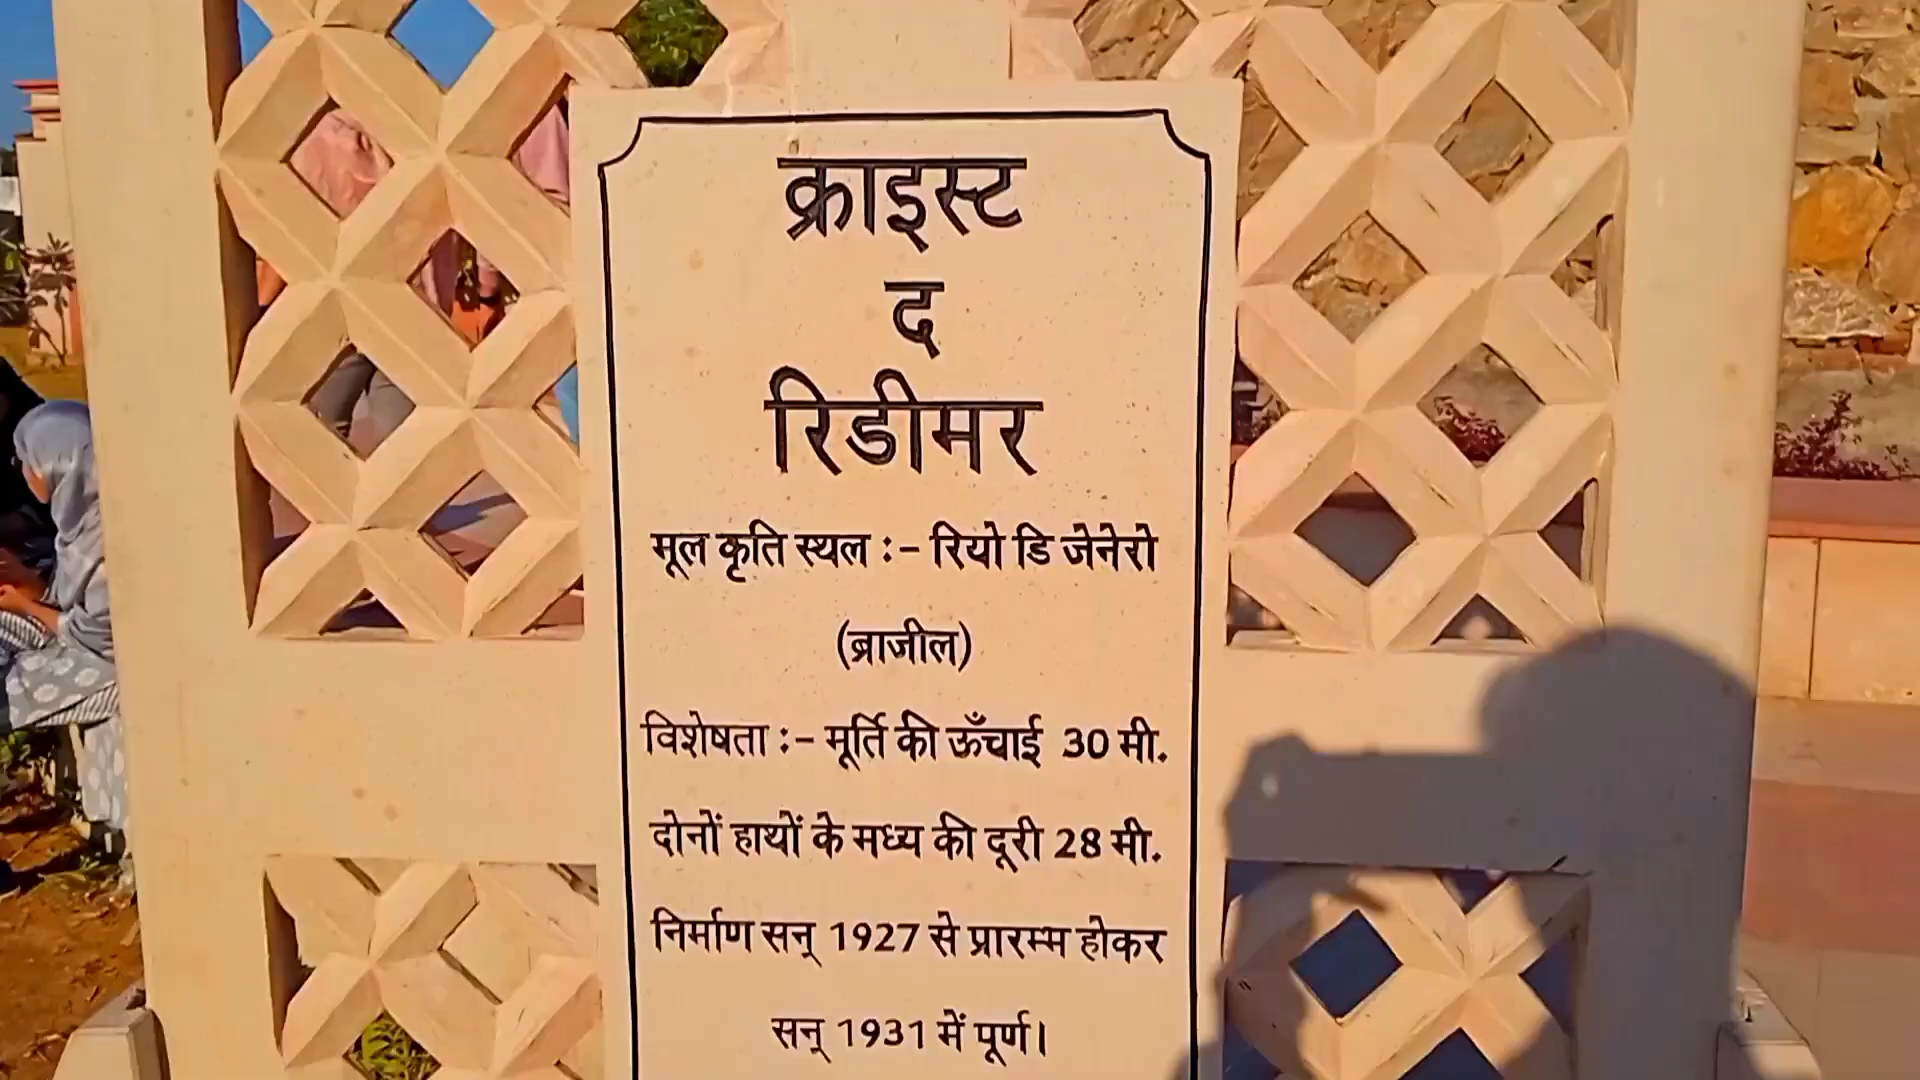 क्राइस्ट
द
रिडीमर
मूल कृति स्थल :- रियो डि जेनेरो
(ब्राजील)
विशेषता :- मूर्ति की ऊँचाई 30 मी.
दोनों हाथों के मध्य की दूरी 28 मी.
निर्माण सन् 1927 से प्रारम्भ होकर
सन् 1931 में पूर्ण।